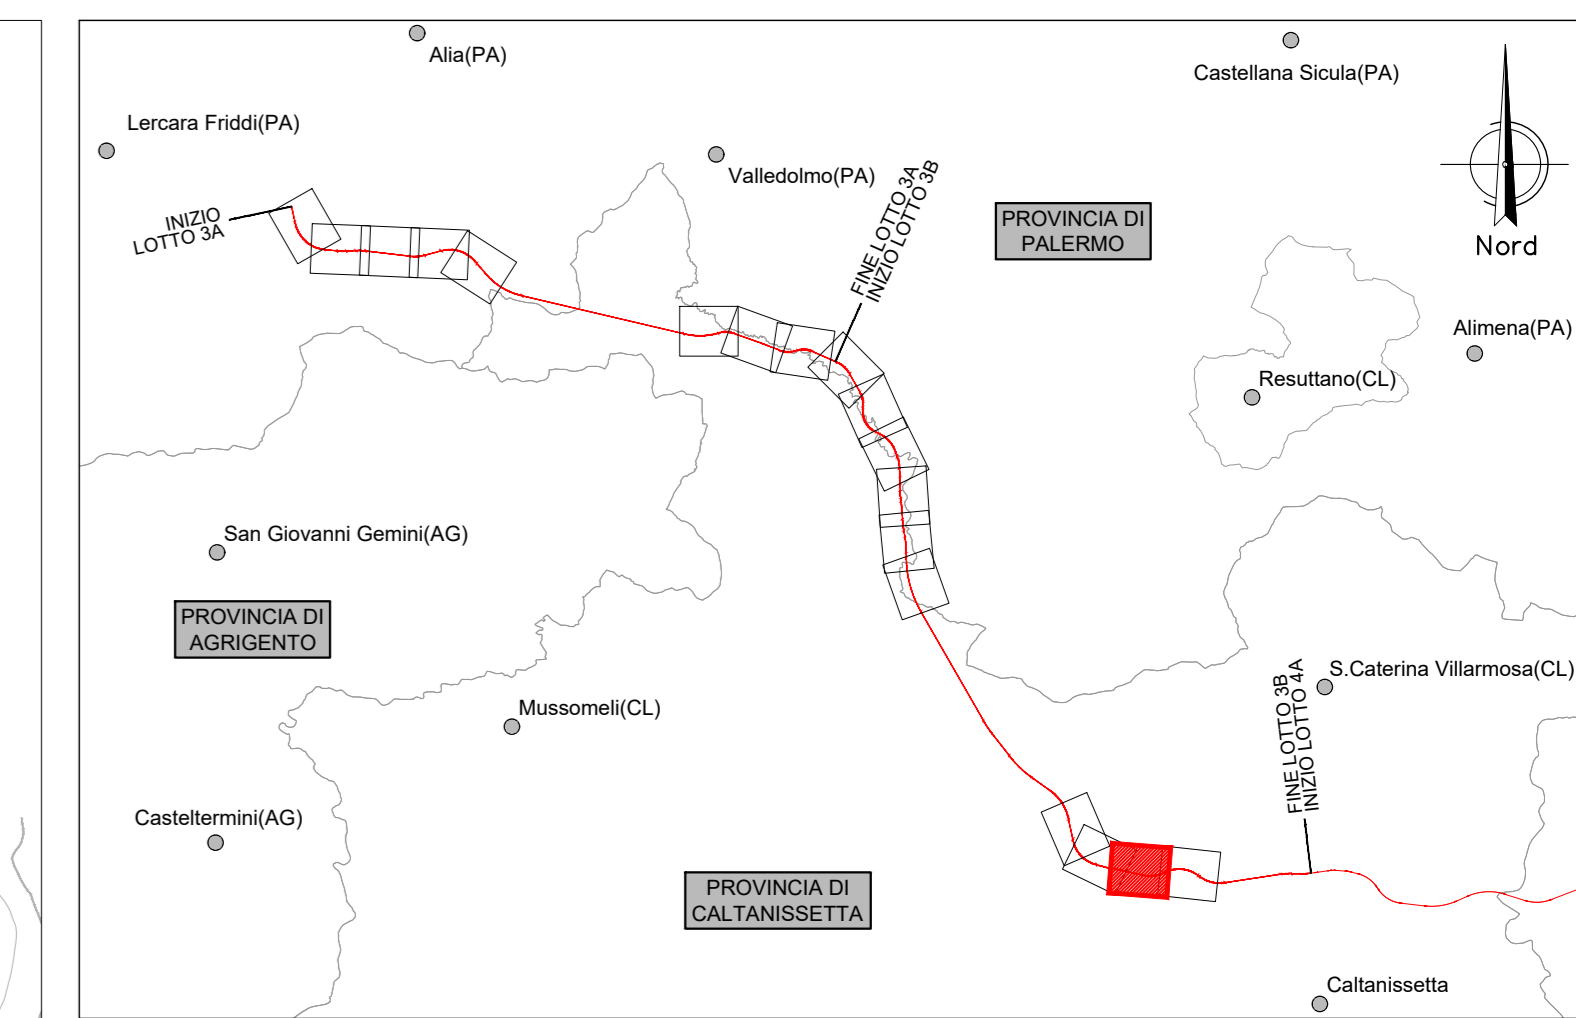 Alia(PA)
Castellana Sicula(PA)
Lercara Friddi(PA)
Valledolmo(PA)
INIZIO
LOTTO 3A
FINE LOTTO 3A
INIZIO LOTTO 3B
PROVINCIA DI
PALERMO
Nord
Alimena(PA)
Resuttano(CL)
San Giovanni Gemini(AG)
PROVINCIA DI
AGRIGENTO
S.Caterina Villarmosa(CL)
Mussomeli(CL)
FINE LOTTO 3B
INIZIO LOTTO 4A
Casteltermini(AG)
PROVINCIA DI
CALTANISSETTA
Caltanissetta